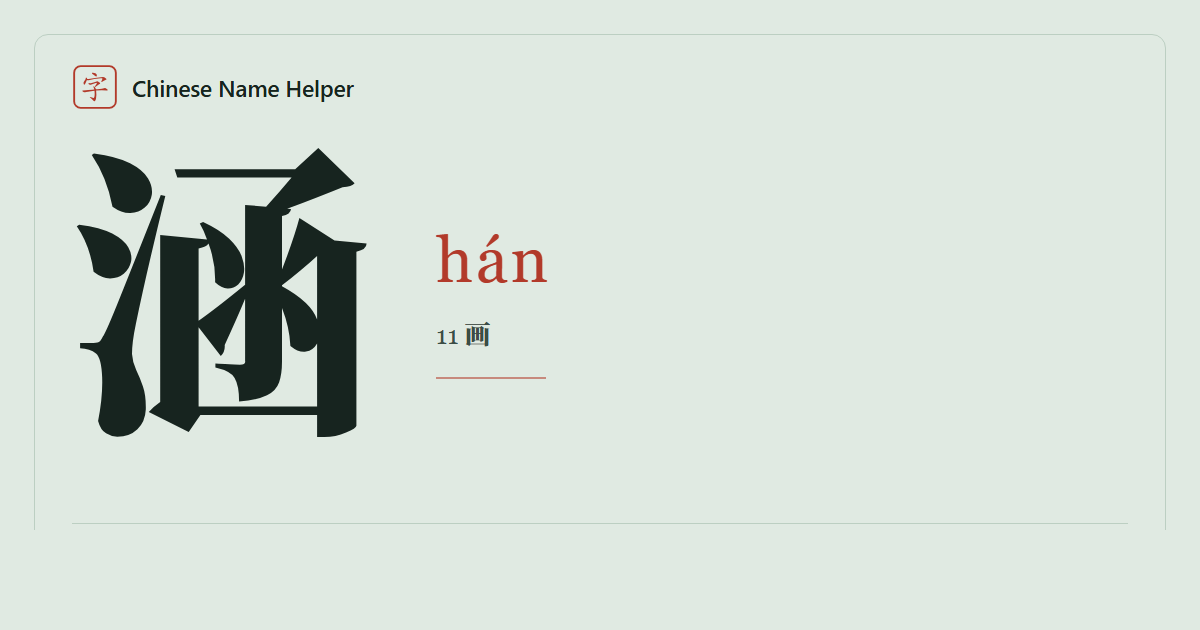 字 Chinese Name Helper
涵
hán
11 画